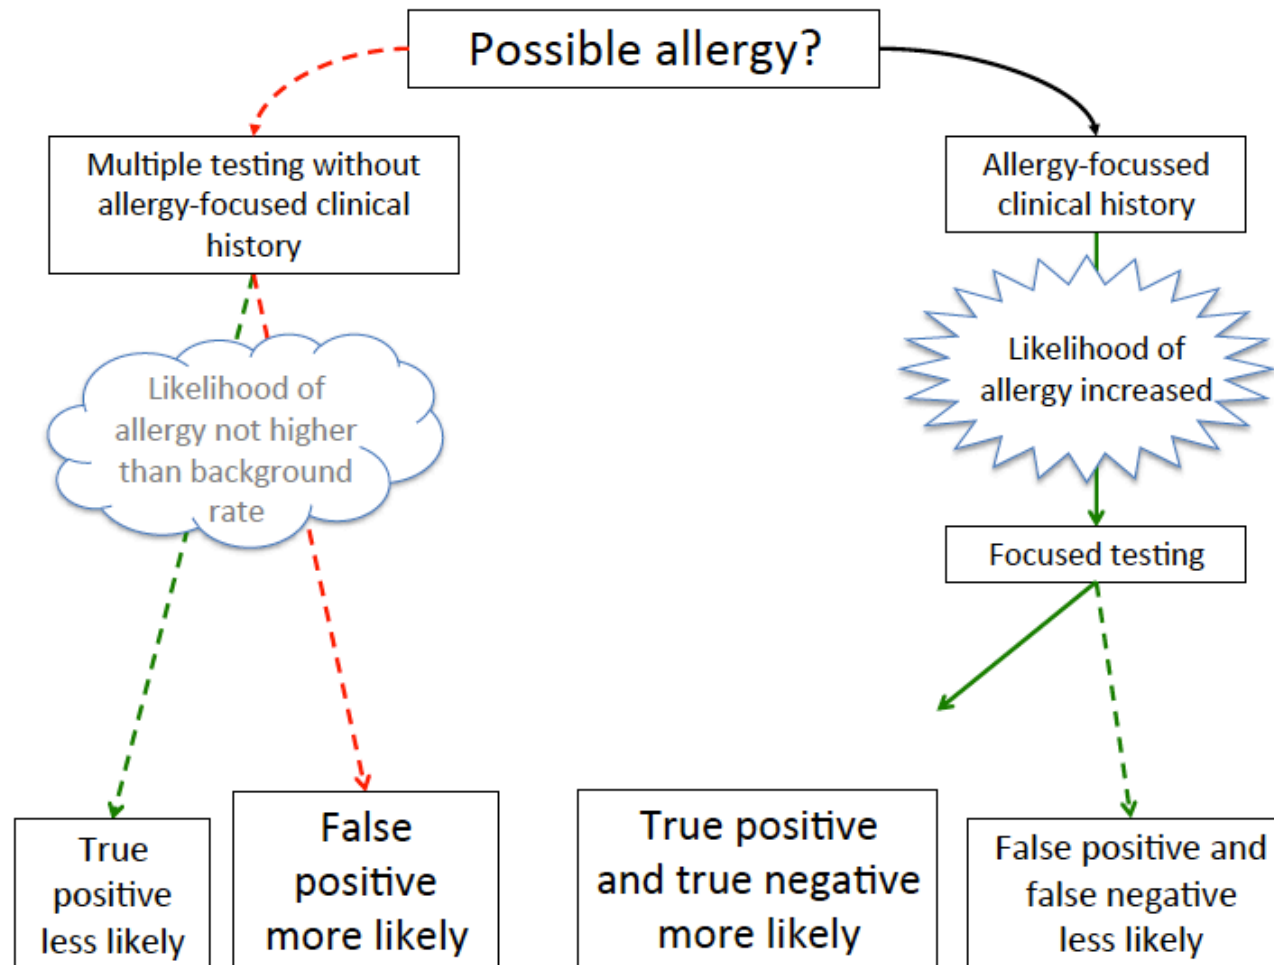 Possible allergy?
Multiple testing without
allergy-focused clinical
history
Allergy-focussed
clinical history
Likelihood of
allergy not higher
than background
rate
Likelihood of
allergy increased
Focused testing
True
positive
less likely
False
positive
more likely
True positive
and true negative
more likely
False positive and
false negative
less likely